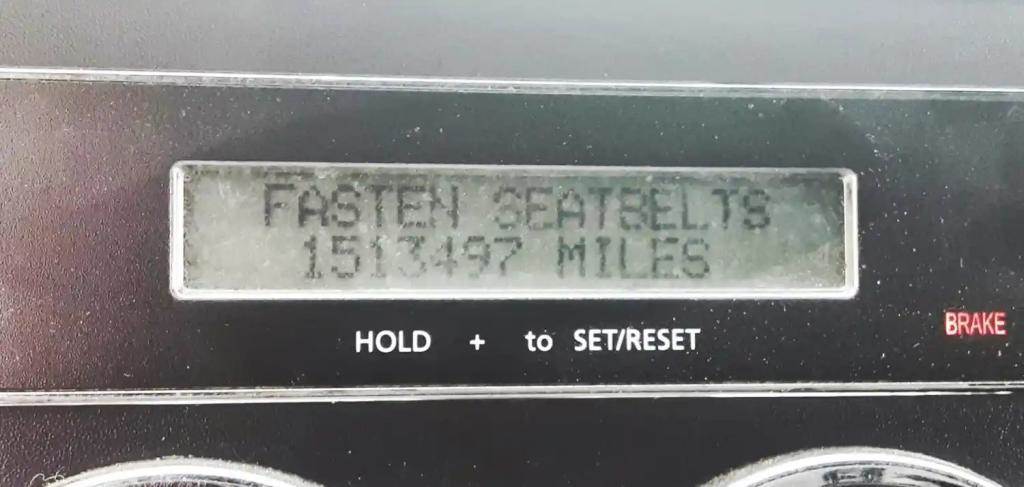 FASTEN SEATBELTS
1513497 MILES
HOLD + to SET/RESET
BRAKE